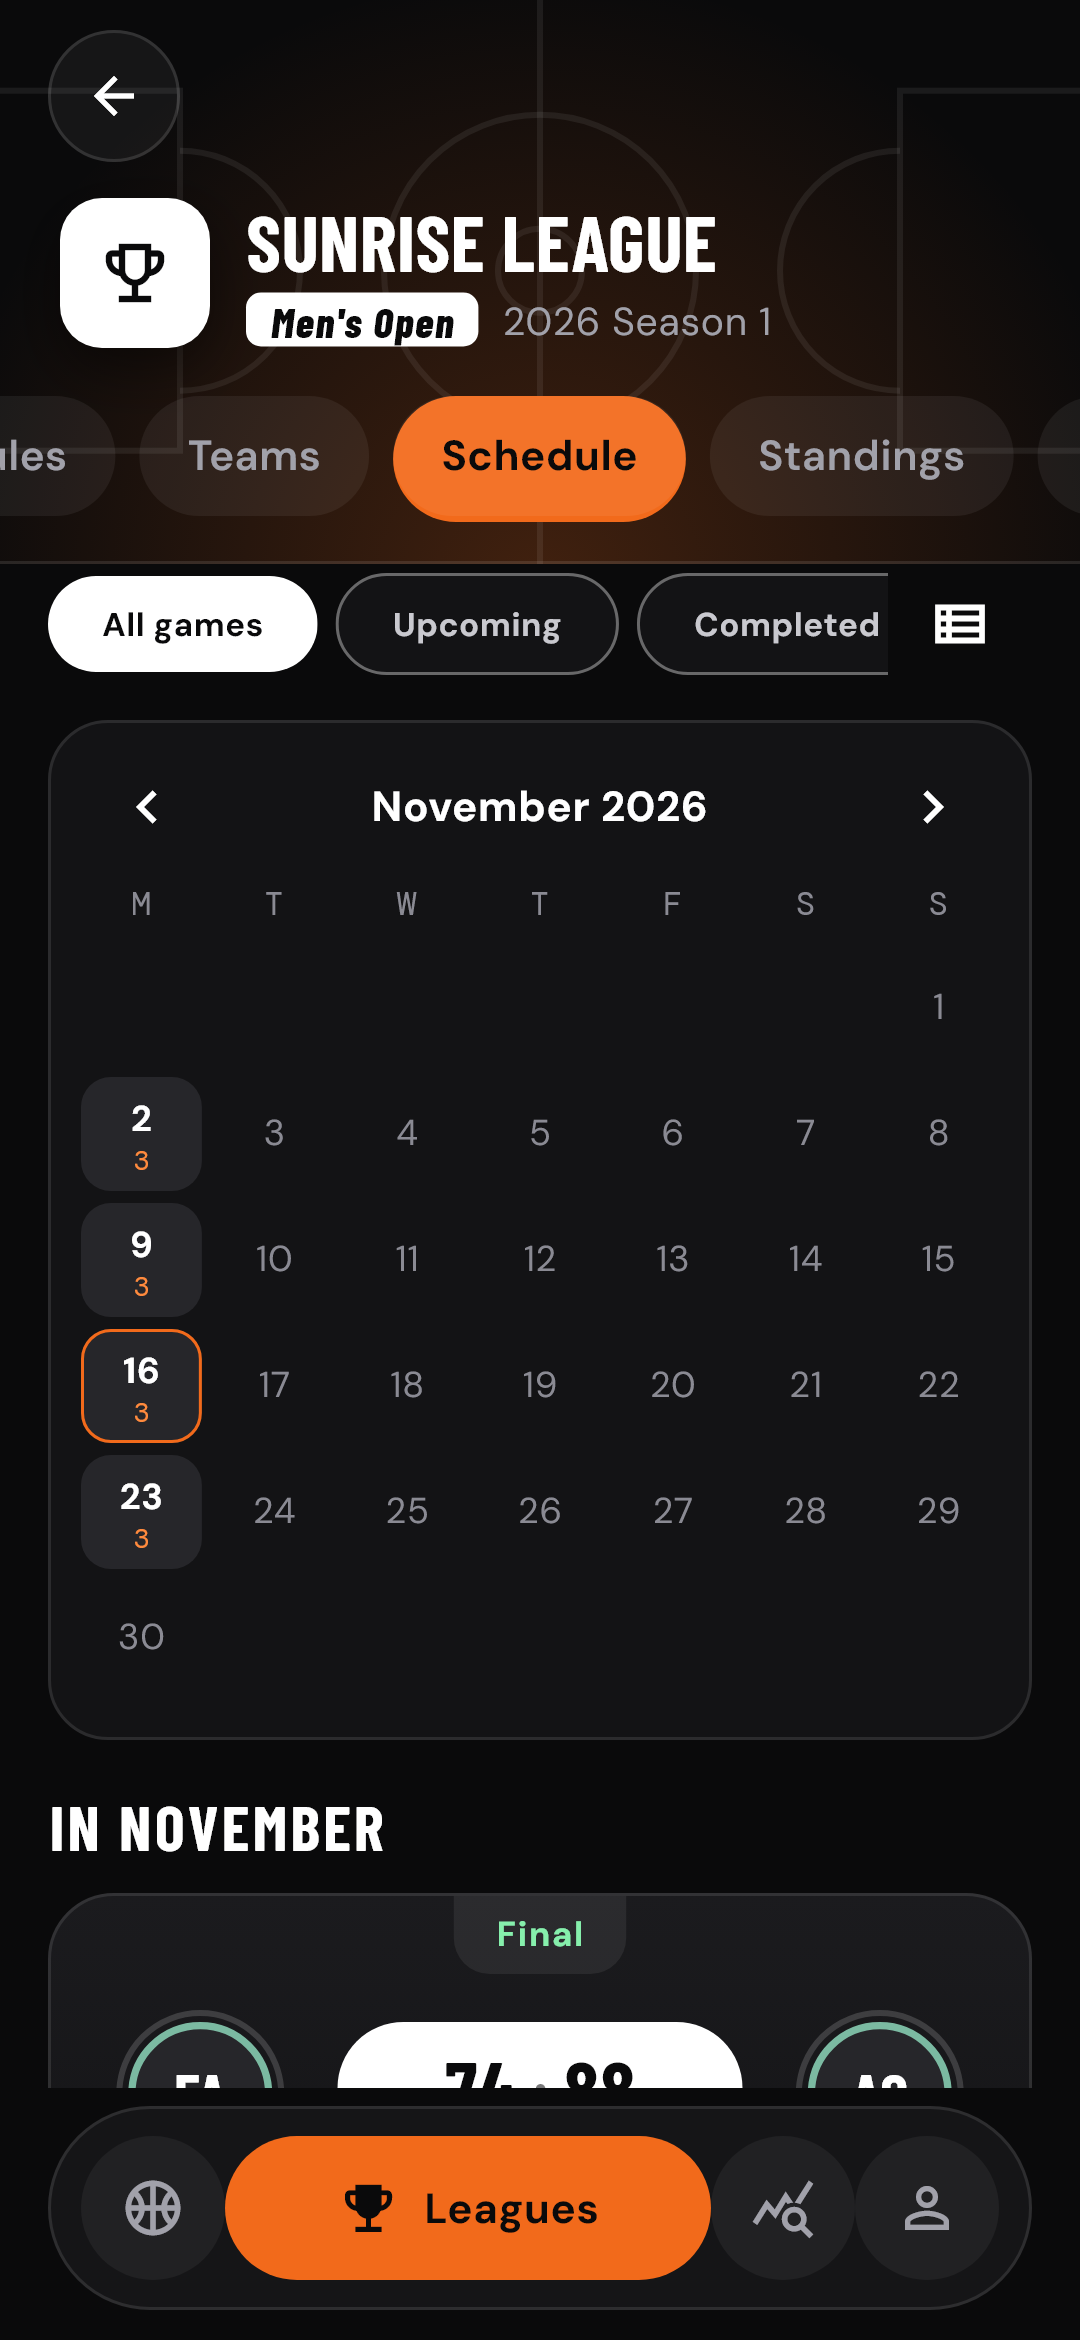 SUNRISE LEAGUE
Men's Open 2026 Season 1
Teams Schedule Standings
All games Upcoming Completed
November 2026
M T W T F S S
1
2 3 4 5 6 7 8
3
9 10 11 12 13 14 15
3
16 17 18 19 20 21 22
3
23 24 25 26 27 28 29
3
30
IN NOVEMBER
Final
Leagues